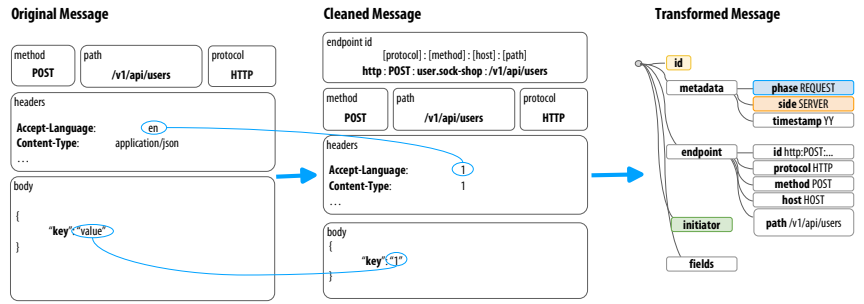 Original Message
method
POST
path
/v1/api/users
protocol
HTTP
headers
Accept-Language: en
Content-Type: application/json
...
body
{
"key": "value"
}
Cleaned Message
endpoint id
[protocol] : [method] : [host] : [path]
http : POST : user.sock-shop : /v1/api/users
method
POST
path
/v1/api/users
protocol
HTTP
headers
Accept-Language: 1
Content-Type: 1
...
body
{
"key": "1"
}
Transformed Message
id
metadata
phase REQUEST
side SERVER
timestamp YY
endpoint
id http:POST:...
protocol HTTP
method POST
host HOST
path /v1/api/users
initiator
fields